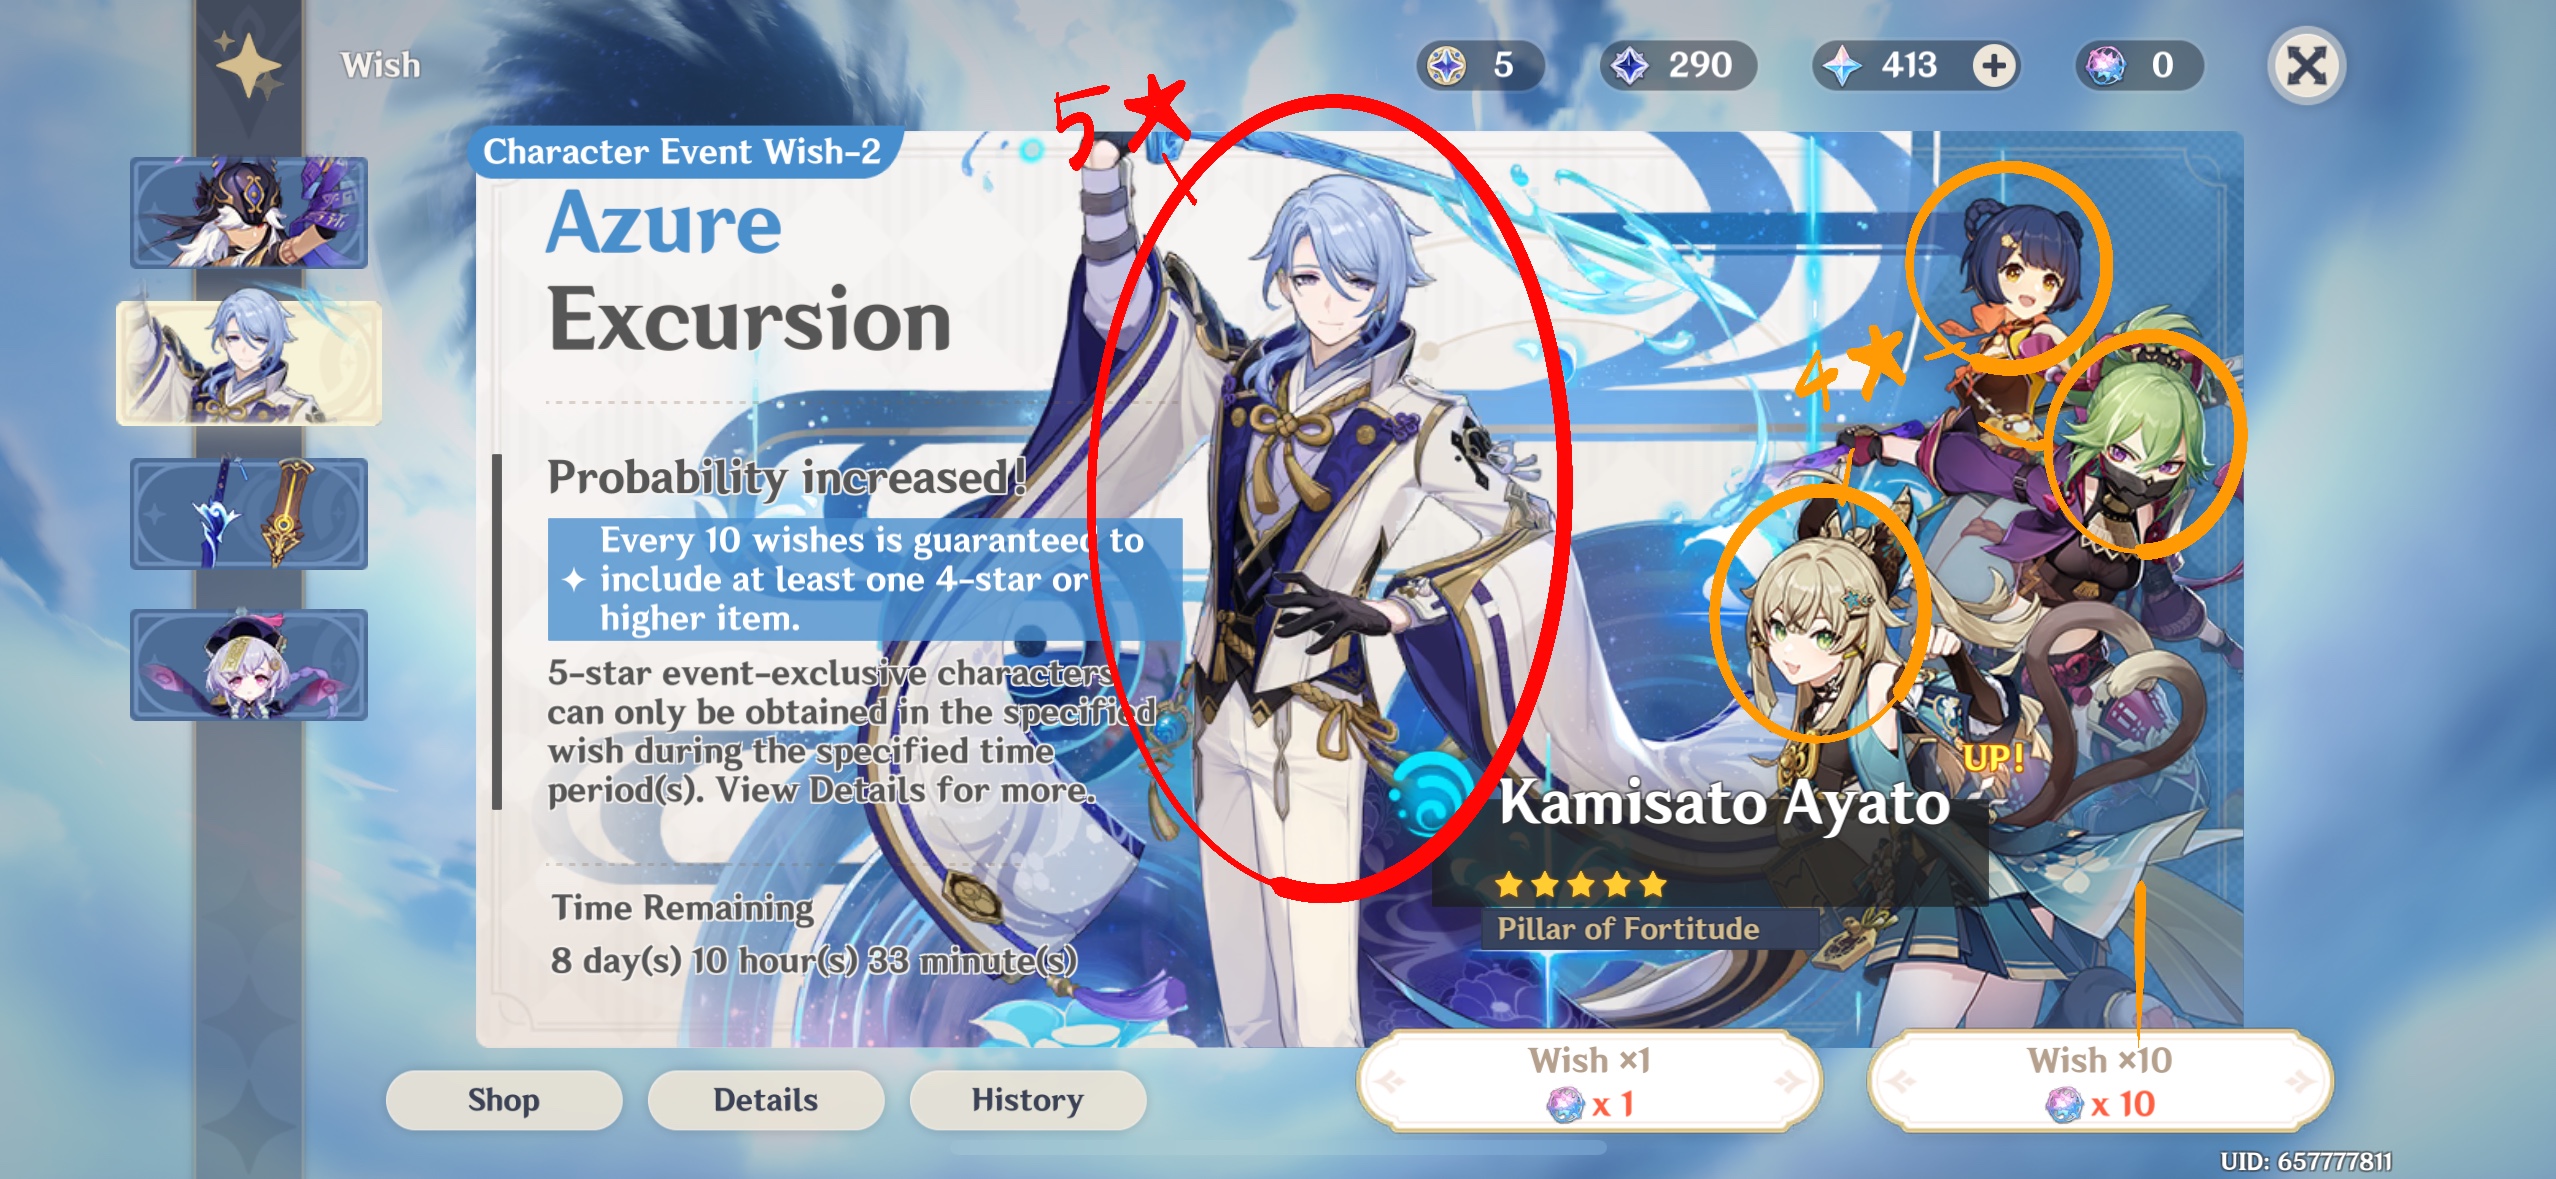 Wish
5
290
413
0
5★
Character Event Wish-2
Azure
Excursion
4★
Probability increased!
Every 10 wishes is guaranteed to
include at least one 4-star or
higher item.
5-star event-exclusive characters
can only be obtained in the specified
wish during the specified time
period(s). View Details for more.
UP!
Kamisato Ayato
Pillar of Fortitude
Time Remaining
8 day(s) 10 hour(s) 33 minute(s)
Shop
Details
History
Wish ×1
x 1
Wish ×10
x 10
UID: 657777811